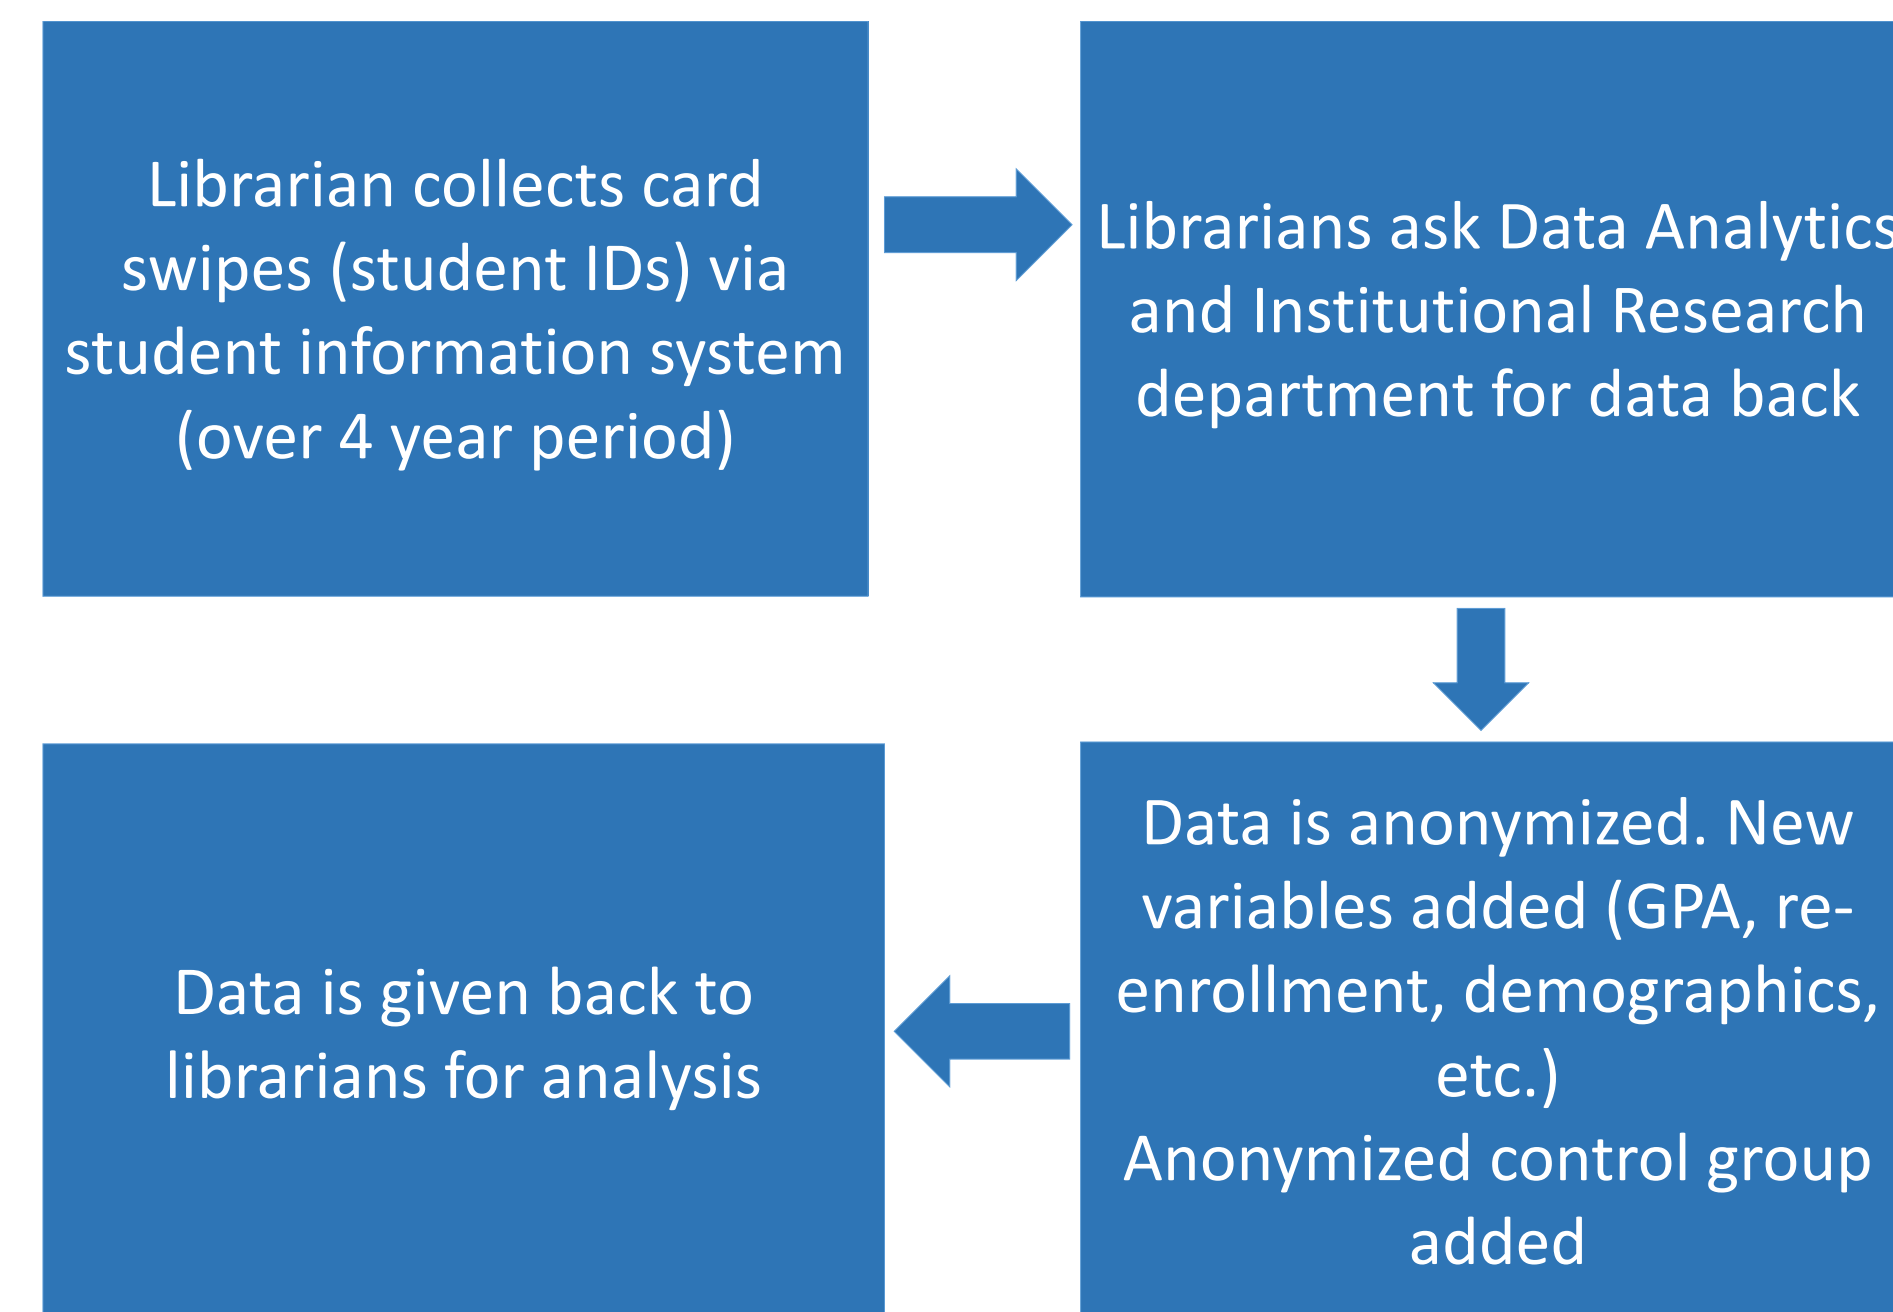 Librarian collects card
swipes (student IDs) via
student information system
(over 4 year period)
Librarians ask Data Analytics
and Institutional Research
department for data back
Data is anonymized. New
variables added (GPA, re-
enrollment, demographics,
etc.)
Anonymized control group
added
Data is given back to
librarians for analysis